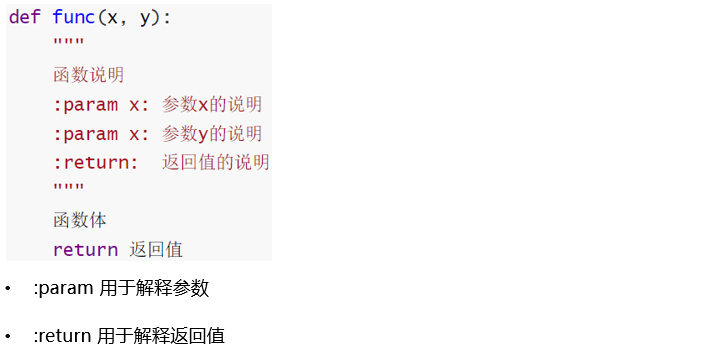 def func(x, y):
    """
    函数说明
    :param x: 参数x的说明
    :param x: 参数y的说明
    :return:  返回值的说明
    """
    函数体
    return 返回值
• :param 用于解释参数
• :return 用于解释返回值